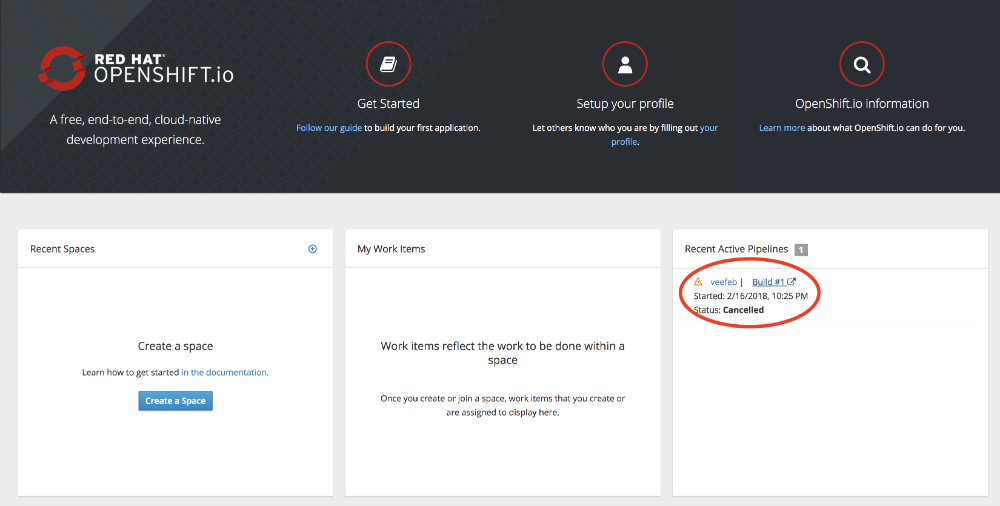 RED HAT®
OPENSHIFT.io
A free, end-to-end, cloud-native
development experience.
Get Started
Follow our guide to build your first application.
Setup your profile
Let others know who you are by filling out your
profile.
OpenShift.io information
Learn more about what OpenShift.io can do for you.
Recent Spaces
Create a space
Learn how to get started in the documentation.
Create a Space
My Work Items
Work items reflect the work to be done within a
space
Once you create or join a space, work items that you create or
are assigned to display here.
Recent Active Pipelines 1
veefeb | Build #1
Started: 2/16/2018, 10:25 PM
Status: Cancelled